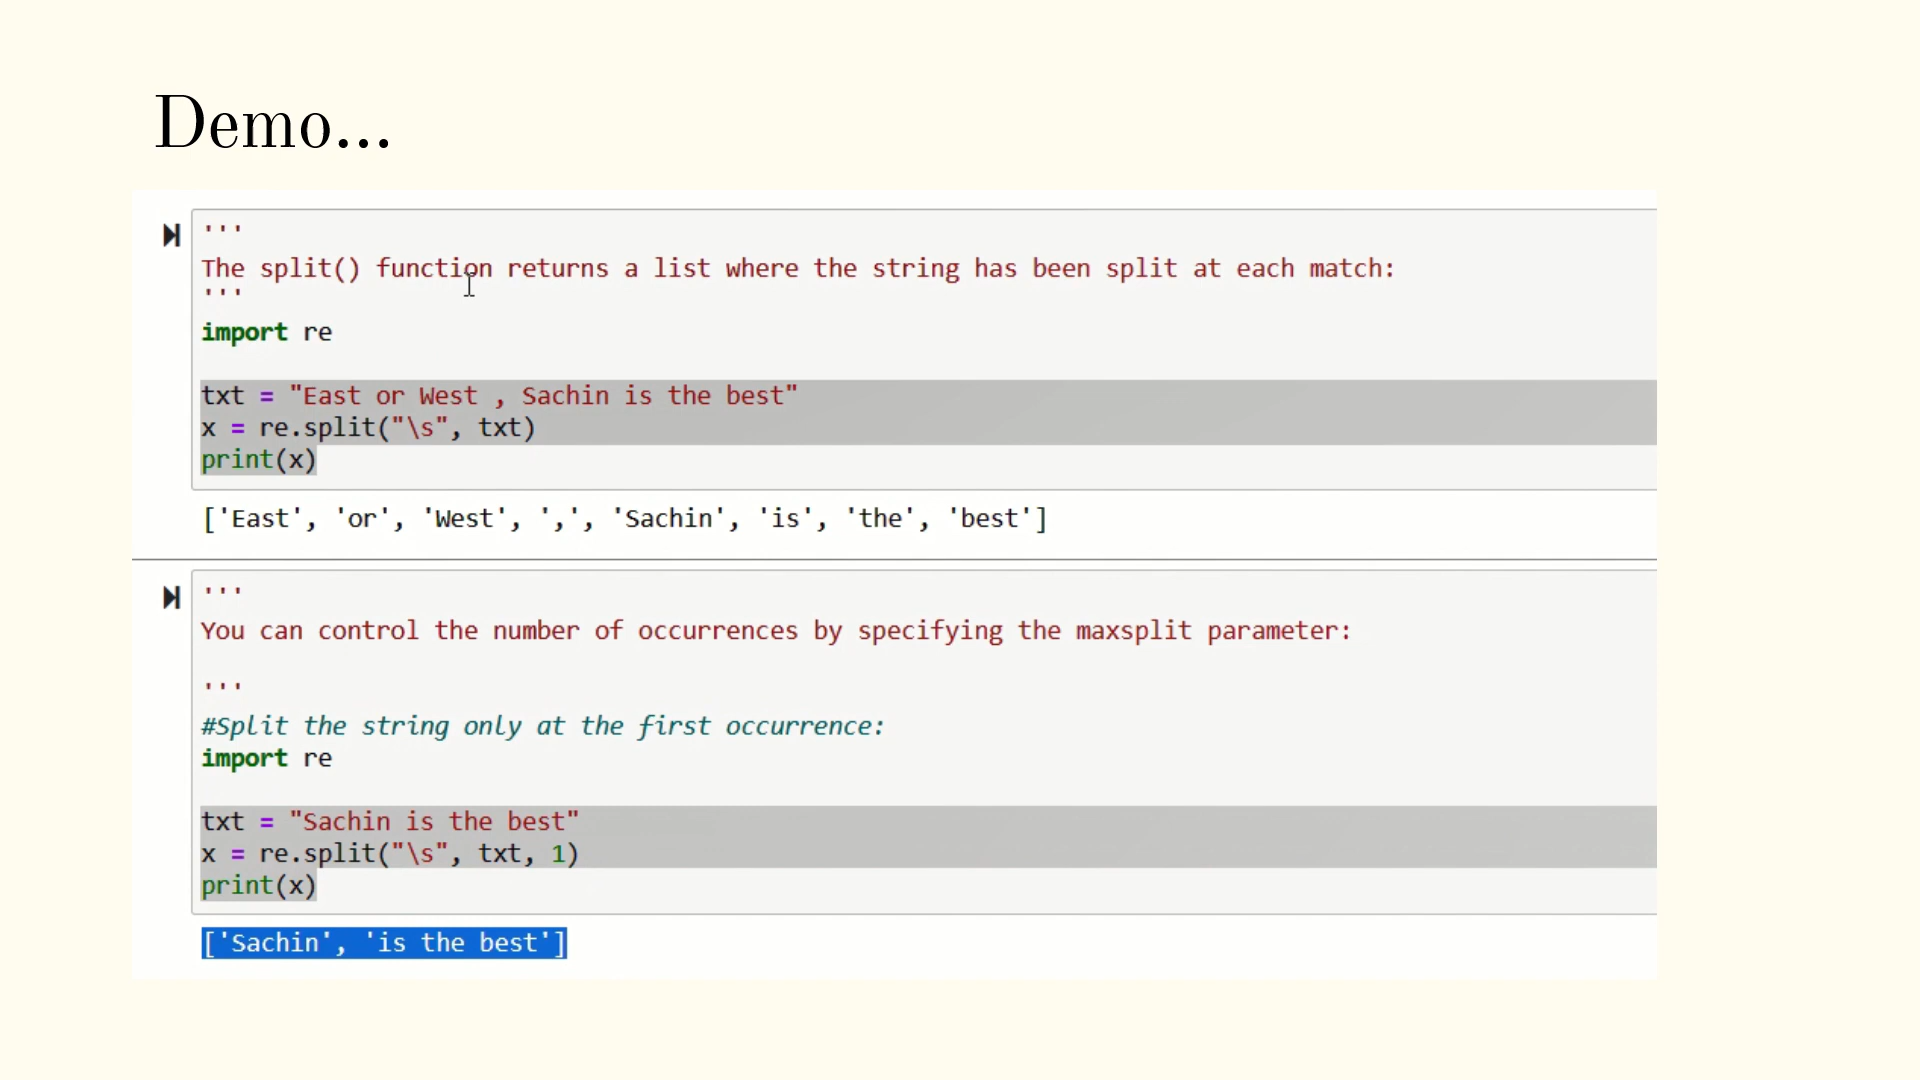 Demo...
'''
The split() function returns a list where the string has been split at each match:
'''
import re
txt = "East or West , Sachin is the best"
x = re.split("\s", txt)
print(x)
['East', 'or', 'West', ',', 'Sachin', 'is', 'the', 'best']
'''
You can control the number of occurrences by specifying the maxsplit parameter:
'''
#Split the string only at the first occurrence:
import re
txt = "Sachin is the best"
x = re.split("\s", txt, 1)
print(x)
['Sachin', 'is the best']